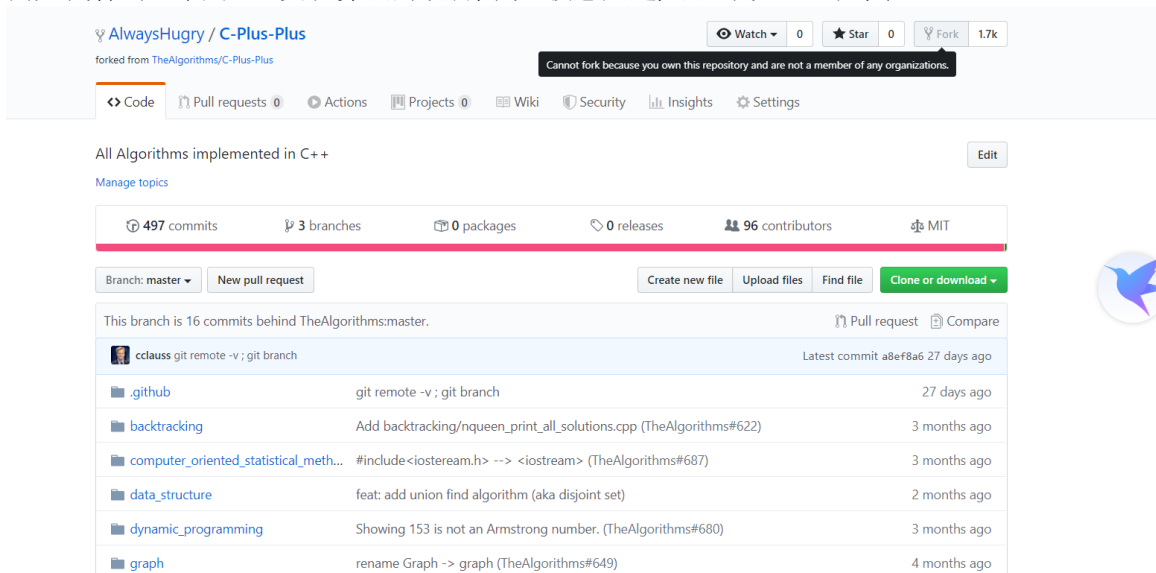 AlwaysHugry / C-Plus-Plus
Watch 0 Star 0 Fork 1.7k
forked from TheAlgorithms/C-Plus-Plus
Cannot fork because you own this repository and are not a member of any organizations.
Code Pull requests 0 Actions Projects 0 Wiki Security Insights Settings
All Algorithms implemented in C++
Edit
Manage topics
497 commits 3 branches 0 packages 0 releases 96 contributors MIT
Branch: master New pull request Create new file Upload files Find file Clone or download
This branch is 16 commits behind TheAlgorithms:master. Pull request Compare
cclauss git remote -v ; git branch Latest commit a8ef8a6 27 days ago
.github git remote -v ; git branch 27 days ago
backtracking Add backtracking/nqueen_print_all_solutions.cpp (TheAlgorithms#622) 3 months ago
computer_oriented_statistical_meth... #include<iosteream.h> --> <iostream> (TheAlgorithms#687) 3 months ago
data_structure feat: add union find algorithm (aka disjoint set) 2 months ago
dynamic_programming Showing 153 is not an Armstrong number. (TheAlgorithms#680) 3 months ago
graph rename Graph -> graph (TheAlgorithms#649) 4 months ago